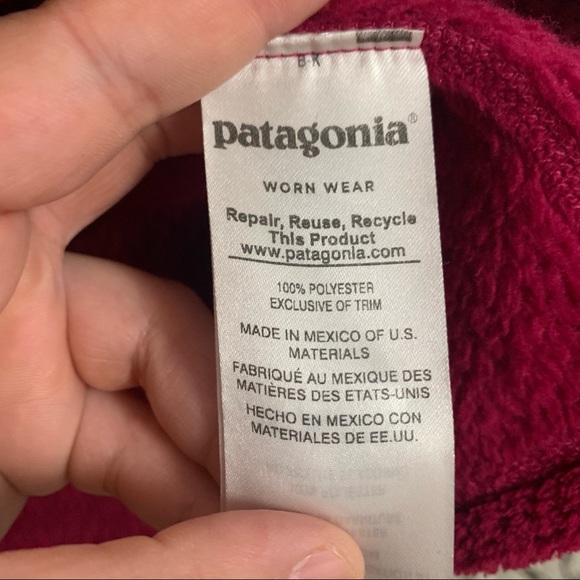 B-K
patagonia®
WORN WEAR
Repair, Reuse, Recycle
This Product
www.patagonia.com
100% POLYESTER
EXCLUSIVE OF TRIM
MADE IN MEXICO OF U.S.
MATERIALS
FABRIQUÉ AU MEXIQUE DES
MATIÈRES DES ETATS-UNIS
HECHO EN MEXICO CON
MATERIALES DE EE.UU.